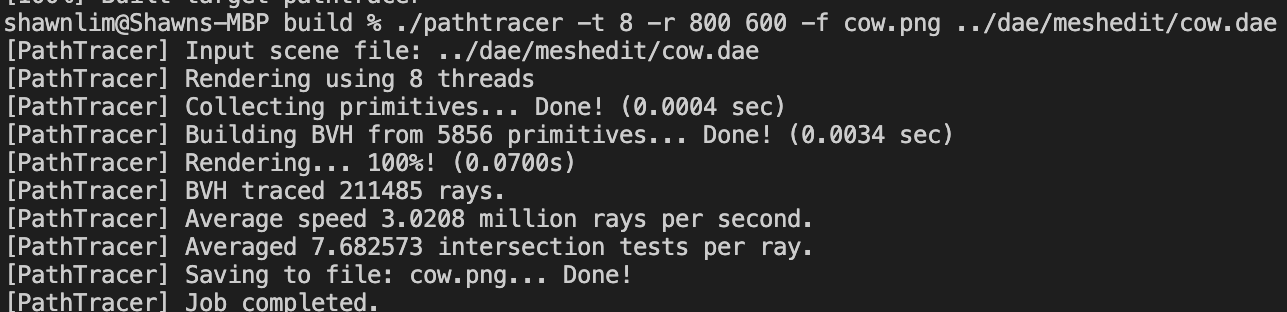 [100%] Built target pathtracer
shawnlim@Shawns-MBP build % ./pathtracer -t 8 -r 800 600 -f cow.png ../dae/meshedit/cow.dae
[PathTracer] Input scene file: ../dae/meshedit/cow.dae
[PathTracer] Rendering using 8 threads
[PathTracer] Collecting primitives... Done! (0.0004 sec)
[PathTracer] Building BVH from 5856 primitives... Done! (0.0034 sec)
[PathTracer] Rendering... 100%! (0.0700s)
[PathTracer] BVH traced 211485 rays.
[PathTracer] Average speed 3.0208 million rays per second.
[PathTracer] Averaged 7.682573 intersection tests per ray.
[PathTracer] Saving to file: cow.png... Done!
[PathTracer] Job completed.